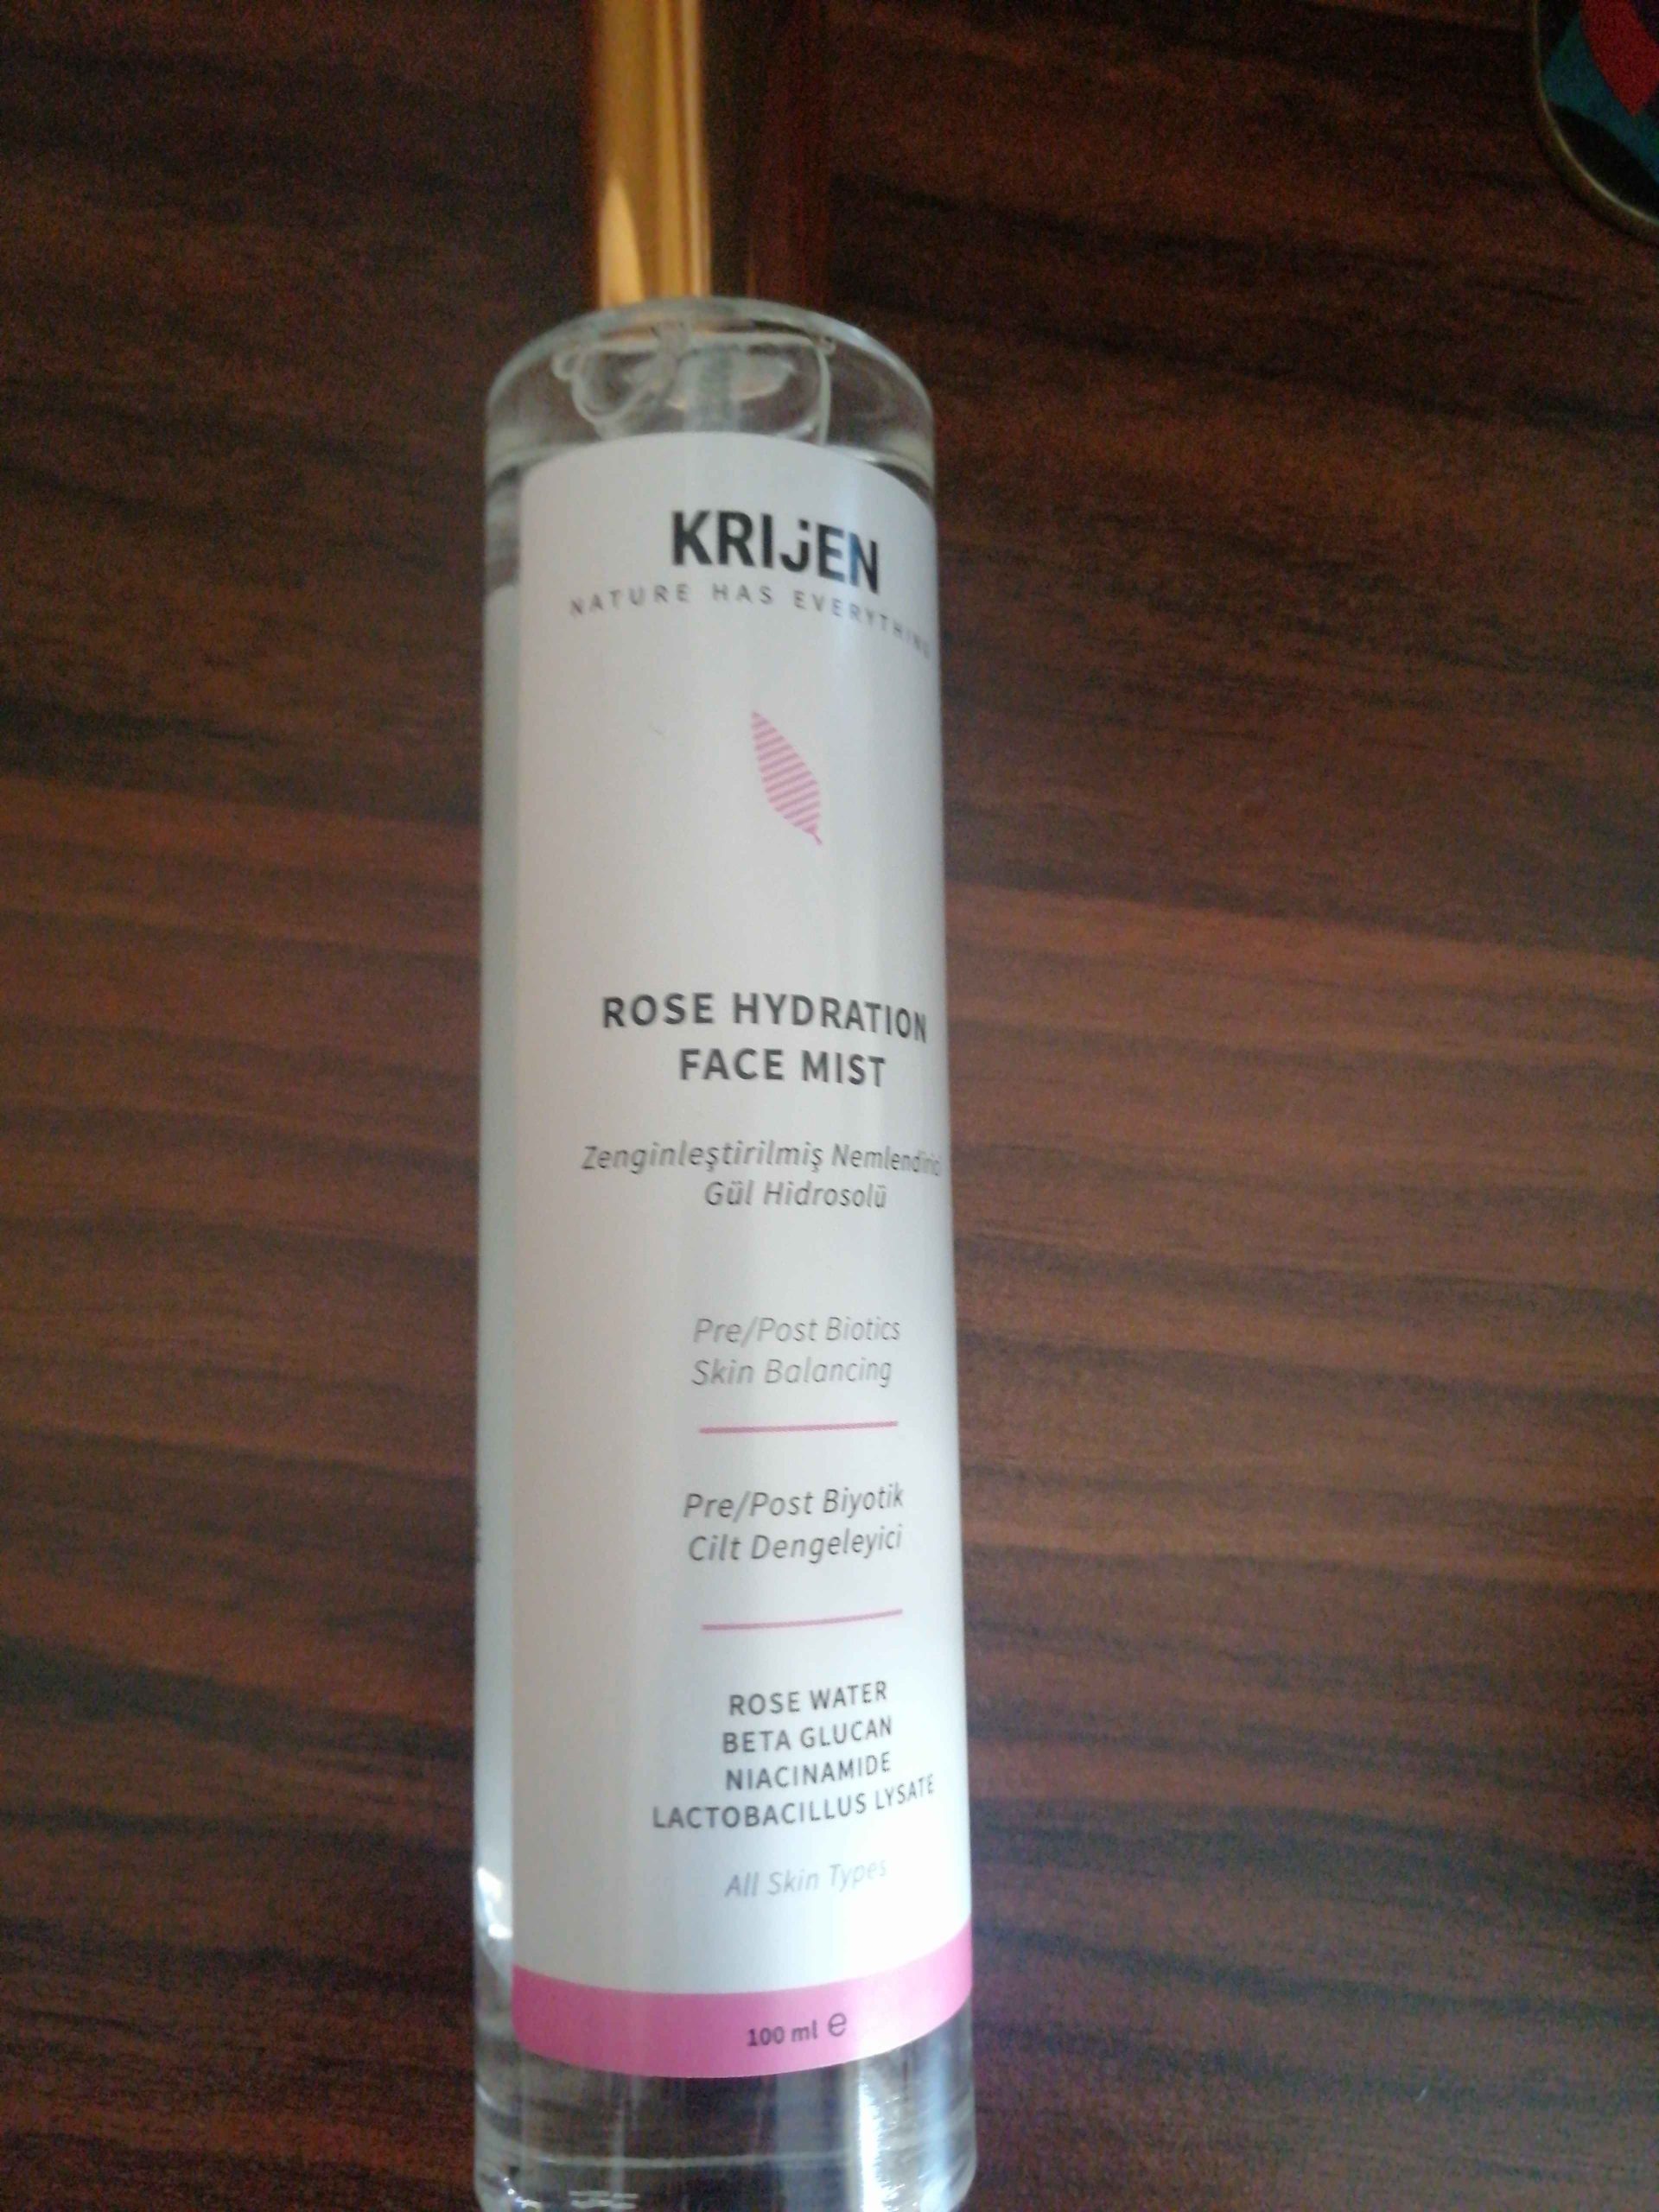 KRIJEN
NATURE HAS EVERYTHING
ROSE HYDRATION
FACE MIST
Zenginleştirilmiş Nemlendirici
Gül Hidrosolü
Pre/Post Biotics
Skin Balancing
Pre/Post Biyotik
Cilt Dengeleyici
ROSE WATER
BETA GLUCAN
NIACINAMIDE
LACTOBACILLUS LYSATE
All Skin Types
100 ml ℮